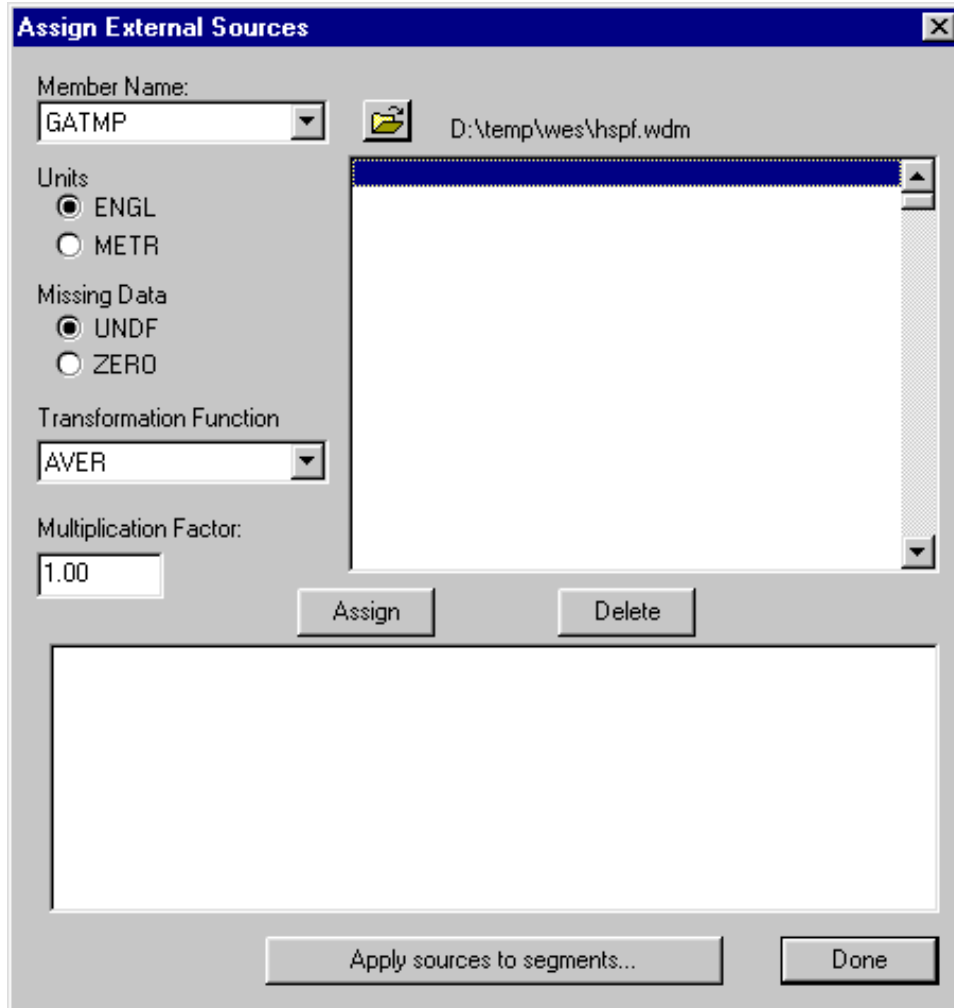 Assign External Sources
Member Name:
GATMP
D:\temp\wes\hspf.wdm
Units
ENGL
METR
Missing Data
UNDF
ZERO
Transformation Function
AVER
Multiplication Factor:
1.00
Assign
Delete
Apply sources to segments...
Done